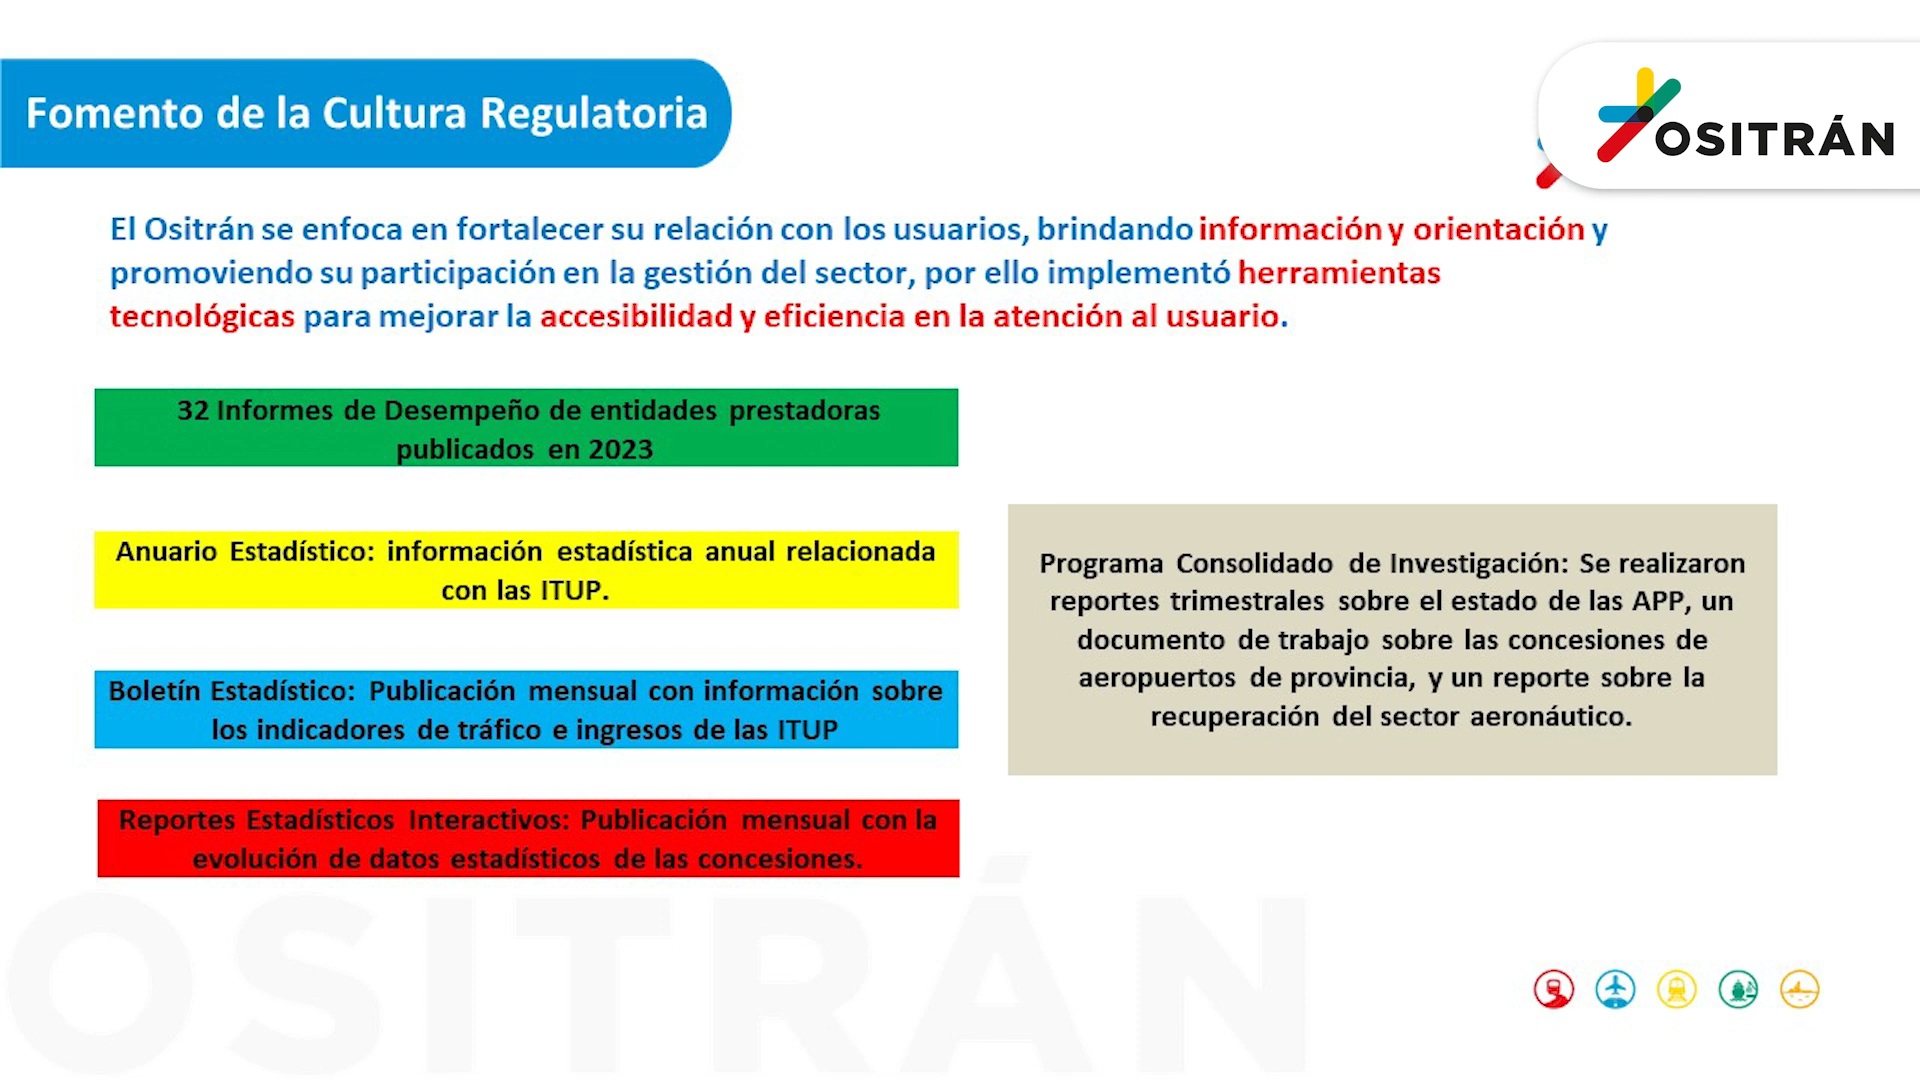 Fomento de la Cultura Regulatoria
OSITRÁN
El Ositrán se enfoca en fortalecer su relación con los usuarios, brindando información y orientación y
promoviendo su participación en la gestión del sector, por ello implementó herramientas
tecnológicas para mejorar la accesibilidad y eficiencia en la atención al usuario.
32 Informes de Desempeño de entidades prestadoras
publicados en 2023
Anuario Estadístico: información estadística anual relacionada
con las ITUP.
Boletín Estadístico: Publicación mensual con información sobre
los indicadores de tráfico e ingresos de las ITUP
Reportes Estadísticos Interactivos: Publicación mensual con la
evolución de datos estadísticos de las concesiones.
Programa Consolidado de Investigación: Se realizaron
reportes trimestrales sobre el estado de las APP, un
documento de trabajo sobre las concesiones de
aeropuertos de provincia, y un reporte sobre la
recuperación del sector aeronáutico.
OSITRÁN